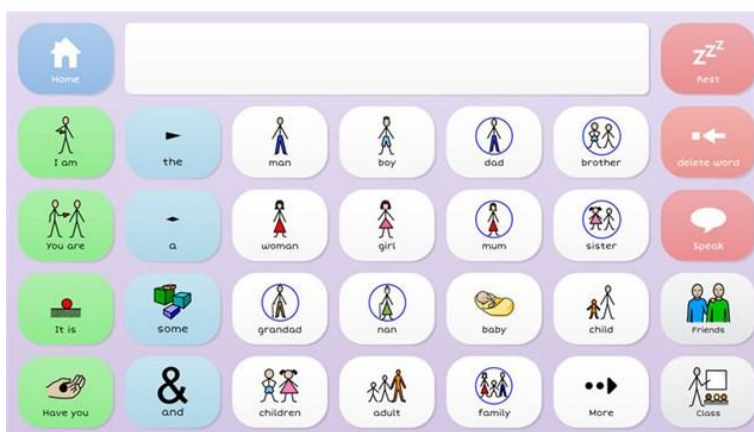 Home
zzz
Rest
I am
the
man
boy
dad
brother
delete word
You are
a
woman
girl
mum
sister
Speak
It is
some
grandad
nan
baby
child
Friends
Have you
&
and
children
adult
family
More
Class